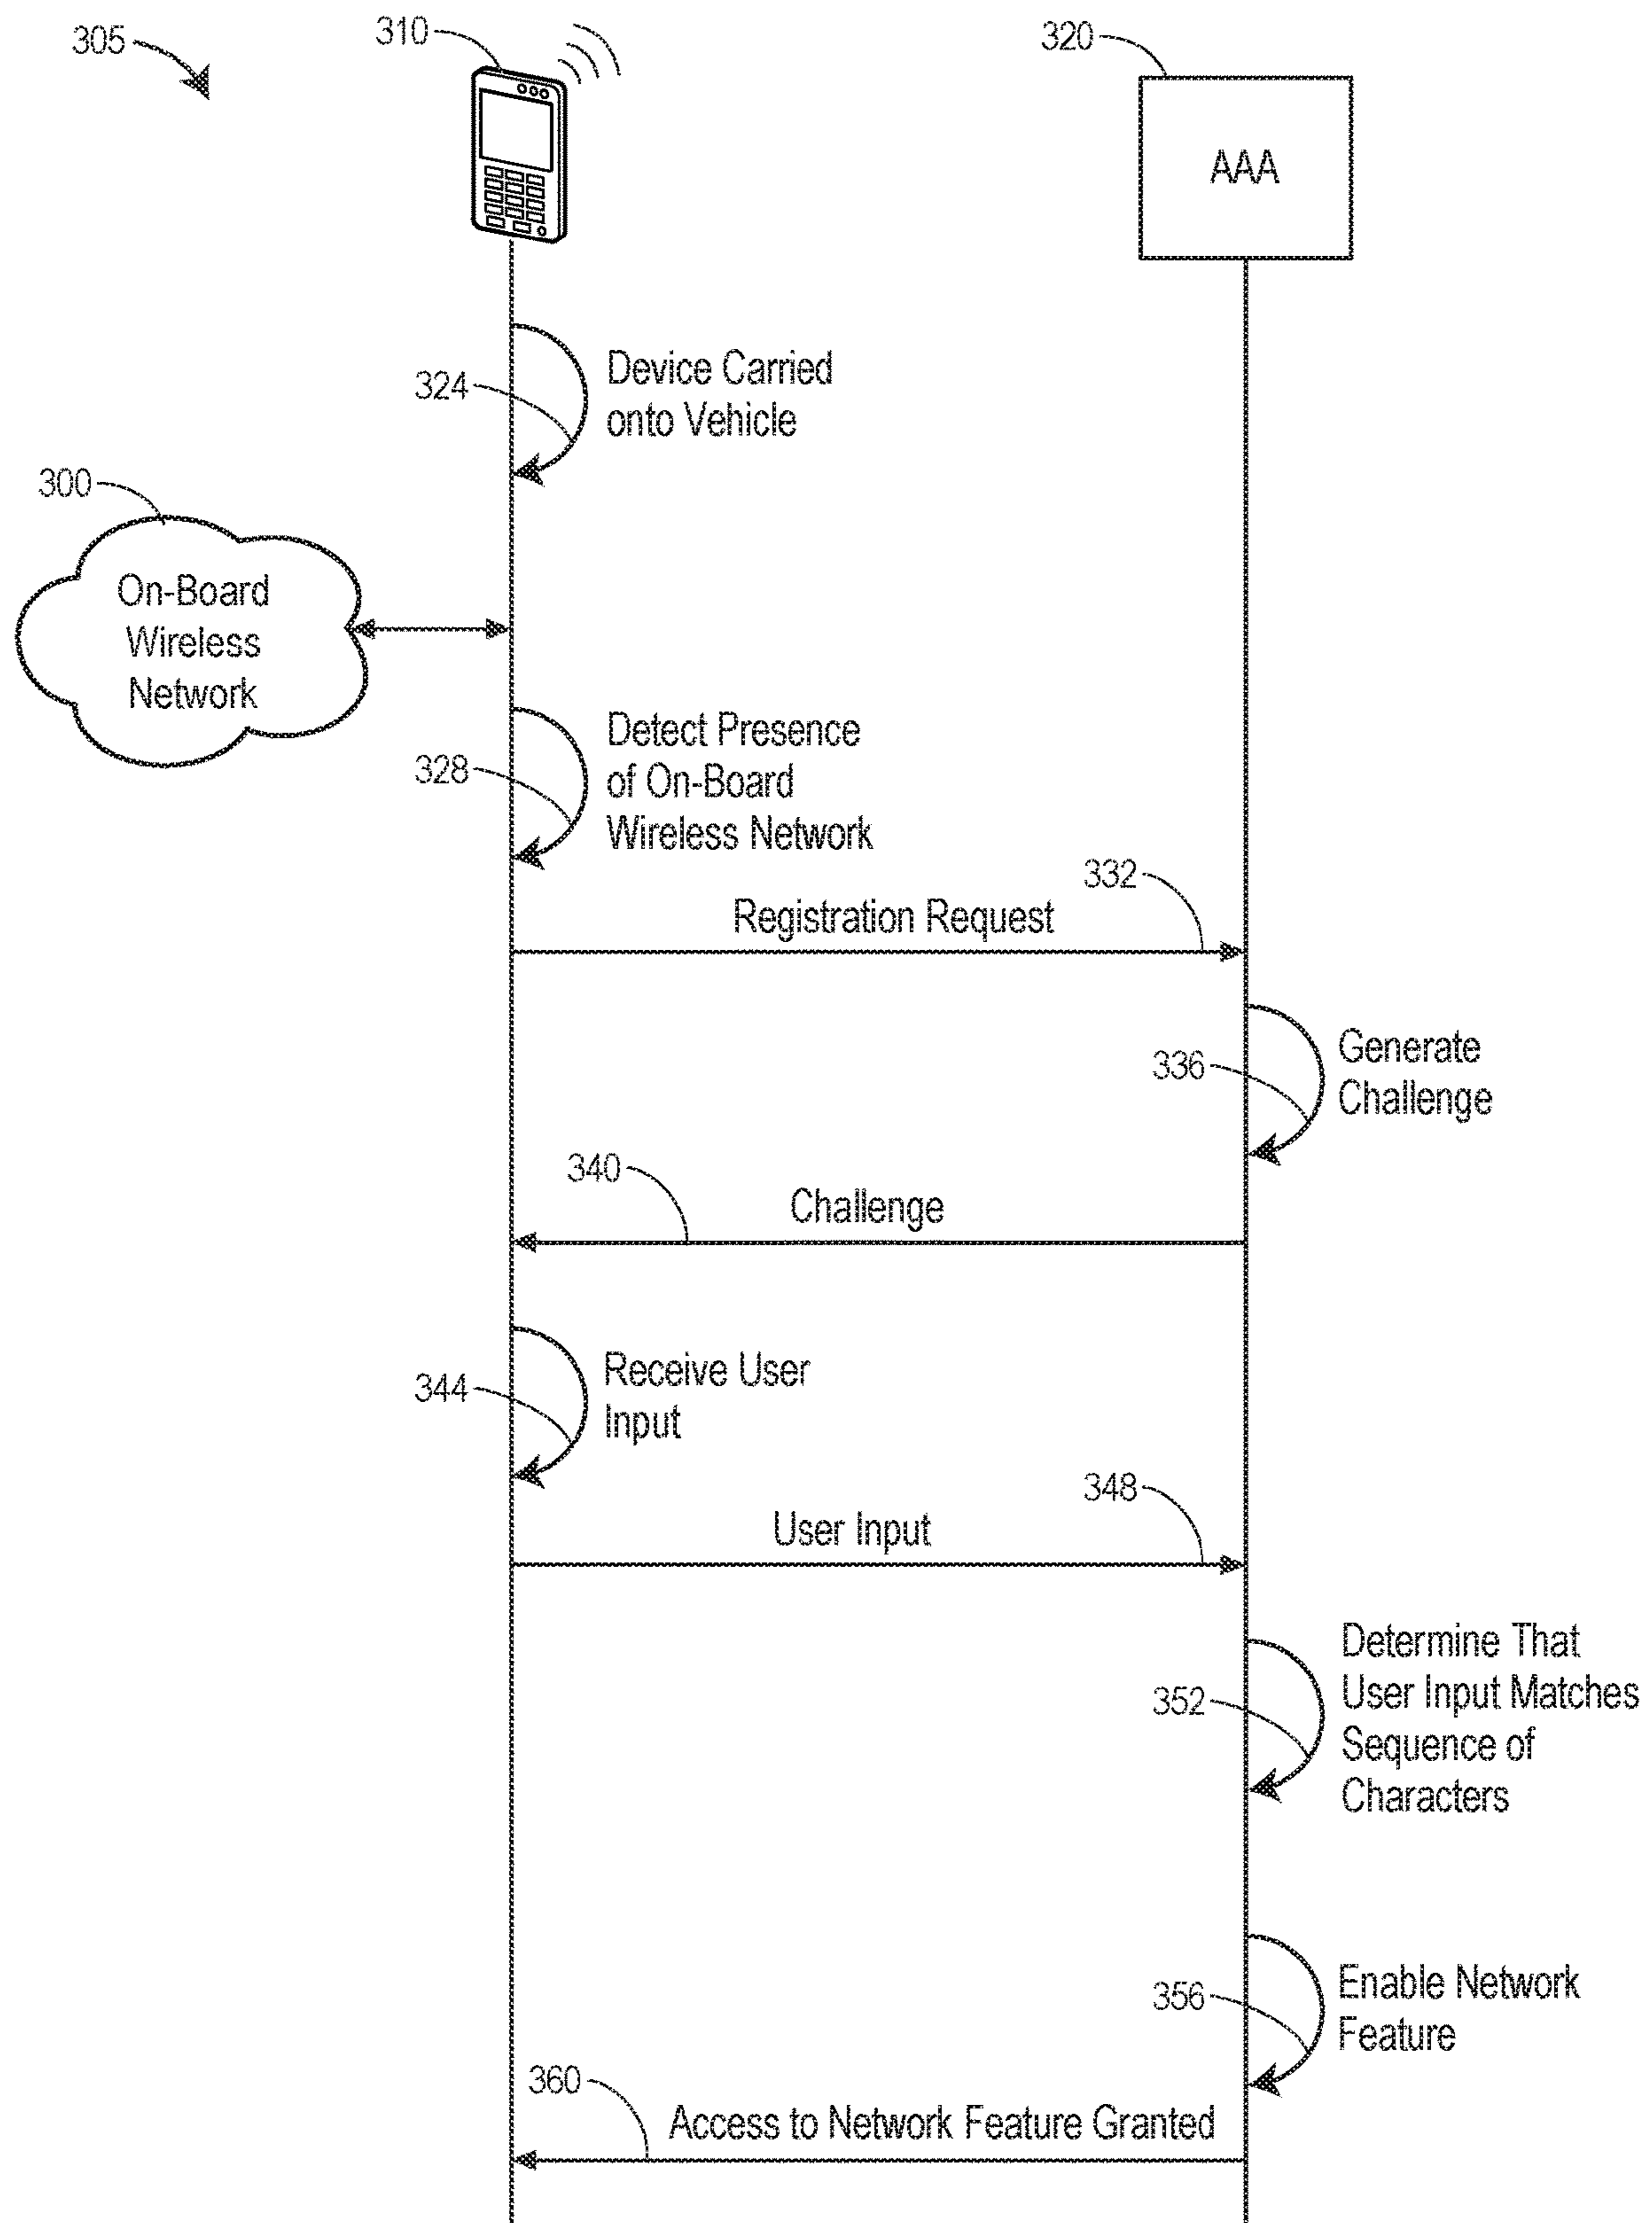 305
310
320
AAA
324
Device Carried
onto Vehicle
300
On-Board
Wireless
Network
328
Detect Presence
of On-Board
Wireless Network
332
Registration Request
336
Generate
Challenge
340
Challenge
344
Receive User
Input
348
User Input
352
Determine That
User Input Matches
Sequence of
Characters
356
Enable Network
Feature
360
Access to Network Feature Granted